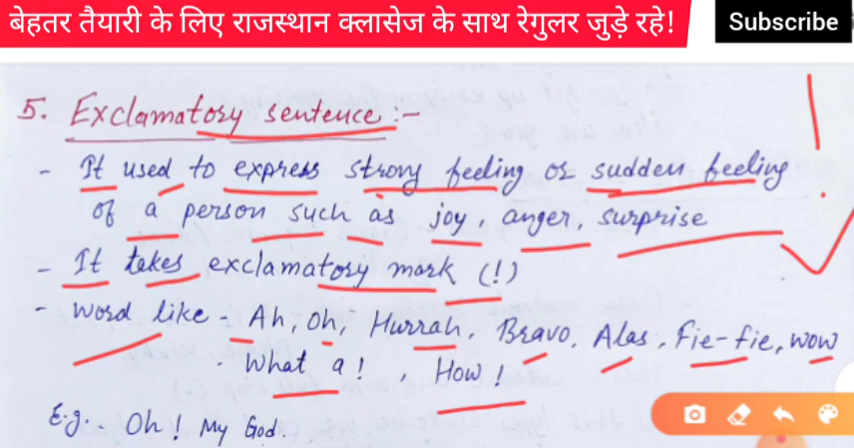 बेहतर तैयारी के लिए राजस्थान क्लासेज के साथ रेगुलर जुड़े रहे!
Subscribe
5. Exclamatory sentence :-
- It used to express strong feeling or sudden feeling
of a person such as joy, anger, surprise
- It takes exclamatory mark (!)
- word like - Ah, Oh, Hurrah, Bravo, Alas, Fie-fie, wow
- What a! , How!
E.g. - Oh! My God.